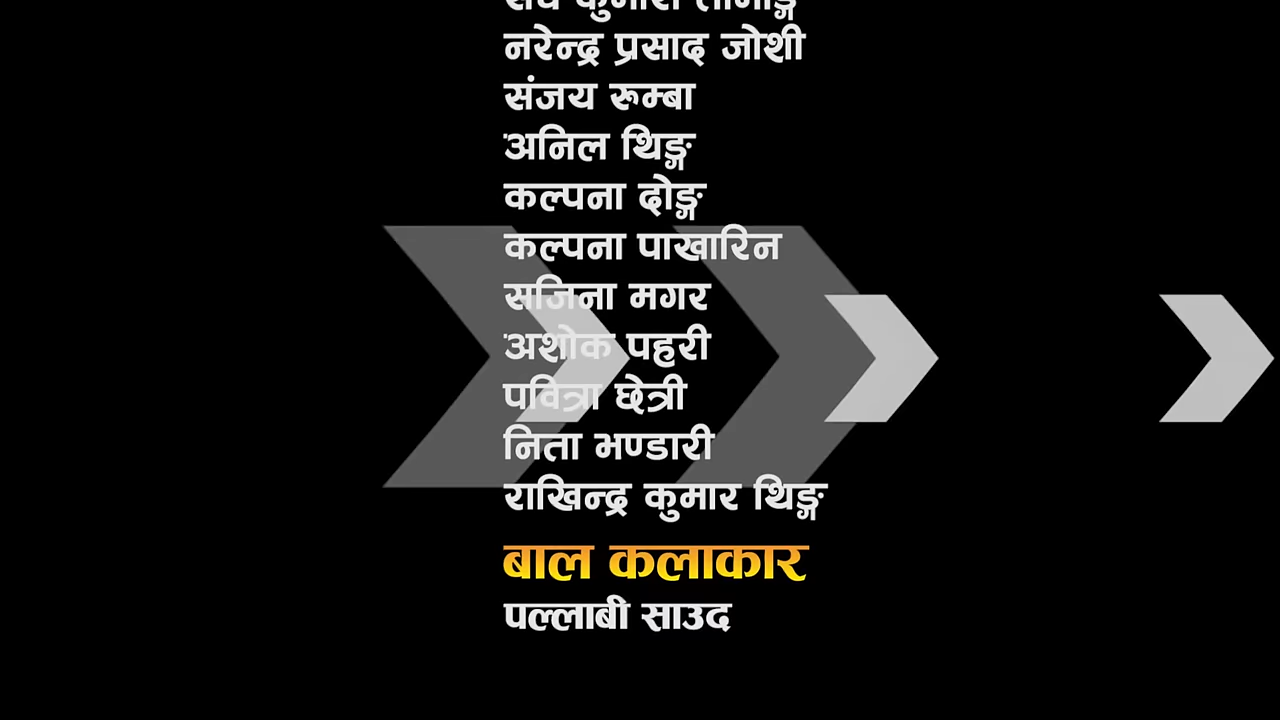 नरेन्द्र प्रसाद जोशी
संजय रूम्बा
अनिल थिङ्ग
कल्पना दोङ्ग
कल्पना पाखारिन
सजिना मगर
अशोक पहरी
पवित्रा छेत्री
निता भण्डारी
राखिन्द्र कुमार थिङ्ग
बाल कलाकार
पल्लाबी साउद